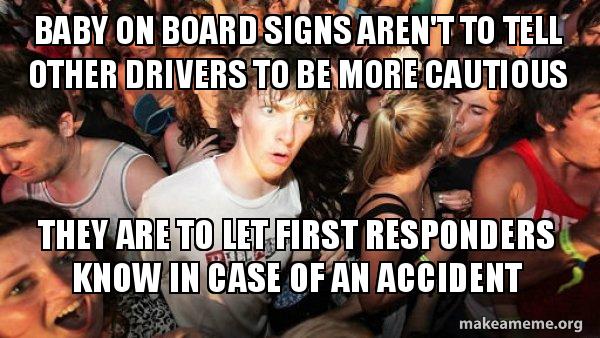 BABY ON BOARD SIGNS AREN'T TO TELL
OTHER DRIVERS TO BE MORE CAUTIOUS
THEY ARE TO LET FIRST RESPONDERS
KNOW IN CASE OF AN ACCIDENT
makeameme.org